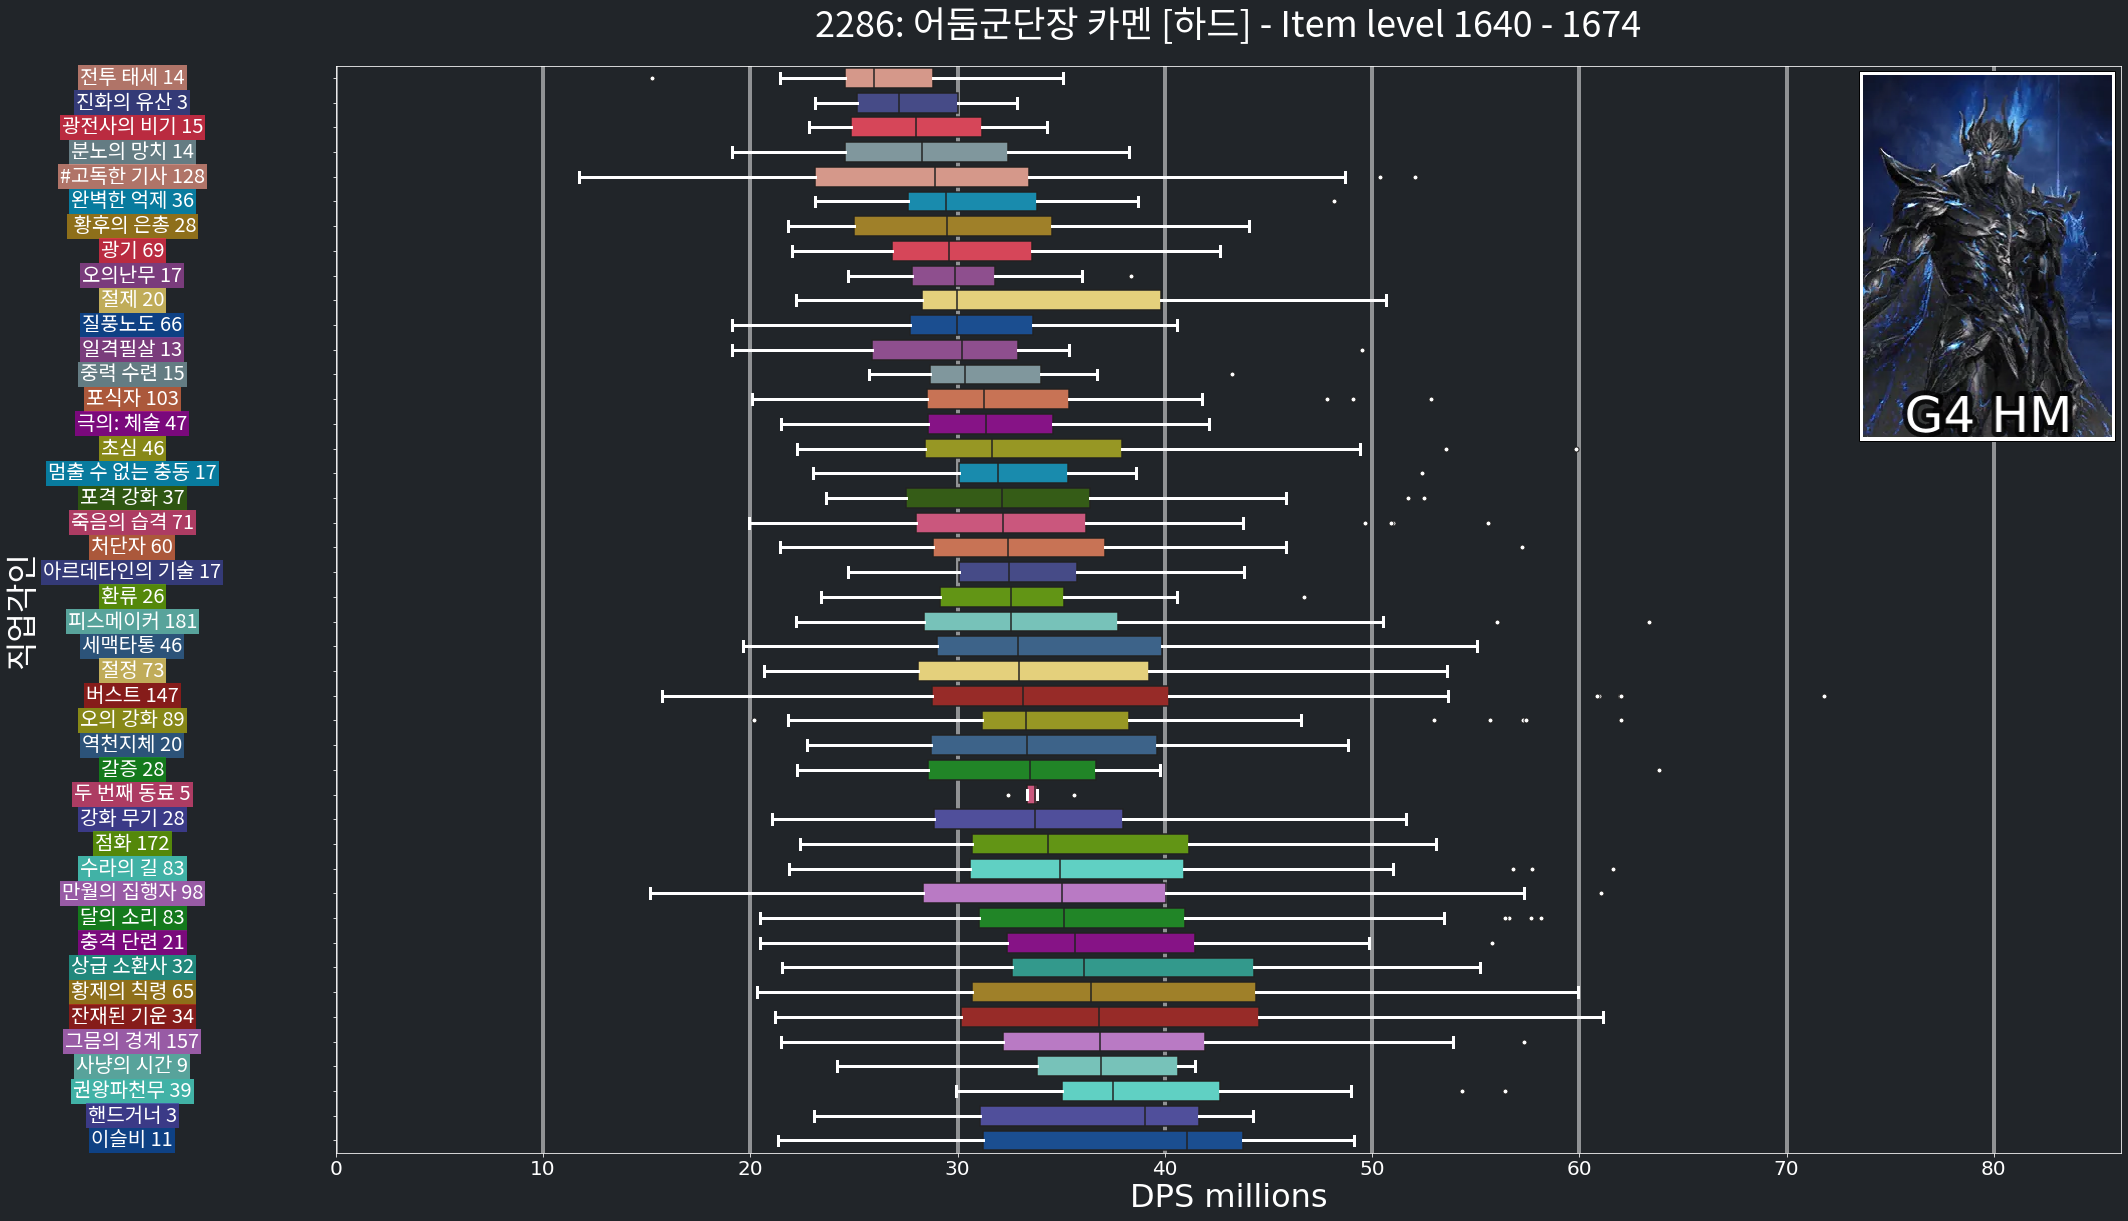 2286: 어둠군단장 카멘 [하드] - Item level 1640 - 1674
전투 태세 14
진화의 유산 3
광전사의 비기 15
분노의 망치 14
#고독한 기사 128
완벽한 억제 36
황후의 은총 28
광기 69
오의난무 17
절제 20
질풍노도 66
일격필살 13
중력 수련 15
포식자 103
극의: 체술 47
초심 46
멈출 수 없는 충동 17
포격 강화 37
죽음의 습격 71
처단자 60
아르데타인의 기술 17
환류 26
피스메이커 181
세맥타통 46
절정 73
버스트 147
오의 강화 89
역천지체 20
갈증 28
두 번째 동료 5
강화 무기 28
점화 172
수라의 길 83
만월의 집행자 98
달의 소리 83
충격 단련 21
상급 소환사 32
황제의 칙령 65
잔재된 기운 34
그믐의 경계 157
사냥의 시간 9
권왕파천무 39
핸드거너 3
이슬비 11
직업각인
G4 HM
0 10 20 30 40 50 60 70 80
DPS millions